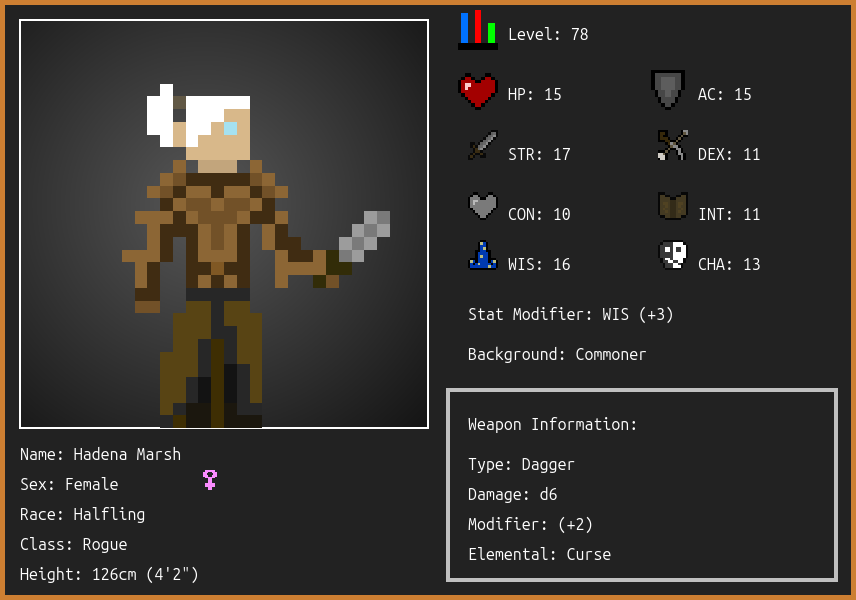 Level: 78
HP: 15
AC: 15
STR: 17
DEX: 11
CON: 10
INT: 11
WIS: 16
CHA: 13
Stat Modifier: WIS (+3)
Background: Commoner
Weapon Information:
Type: Dagger
Damage: d6
Modifier: (+2)
Elemental: Curse
Name: Hadena Marsh
Sex: Female
Race: Halfling
Class: Rogue
Height: 126cm (4'2")